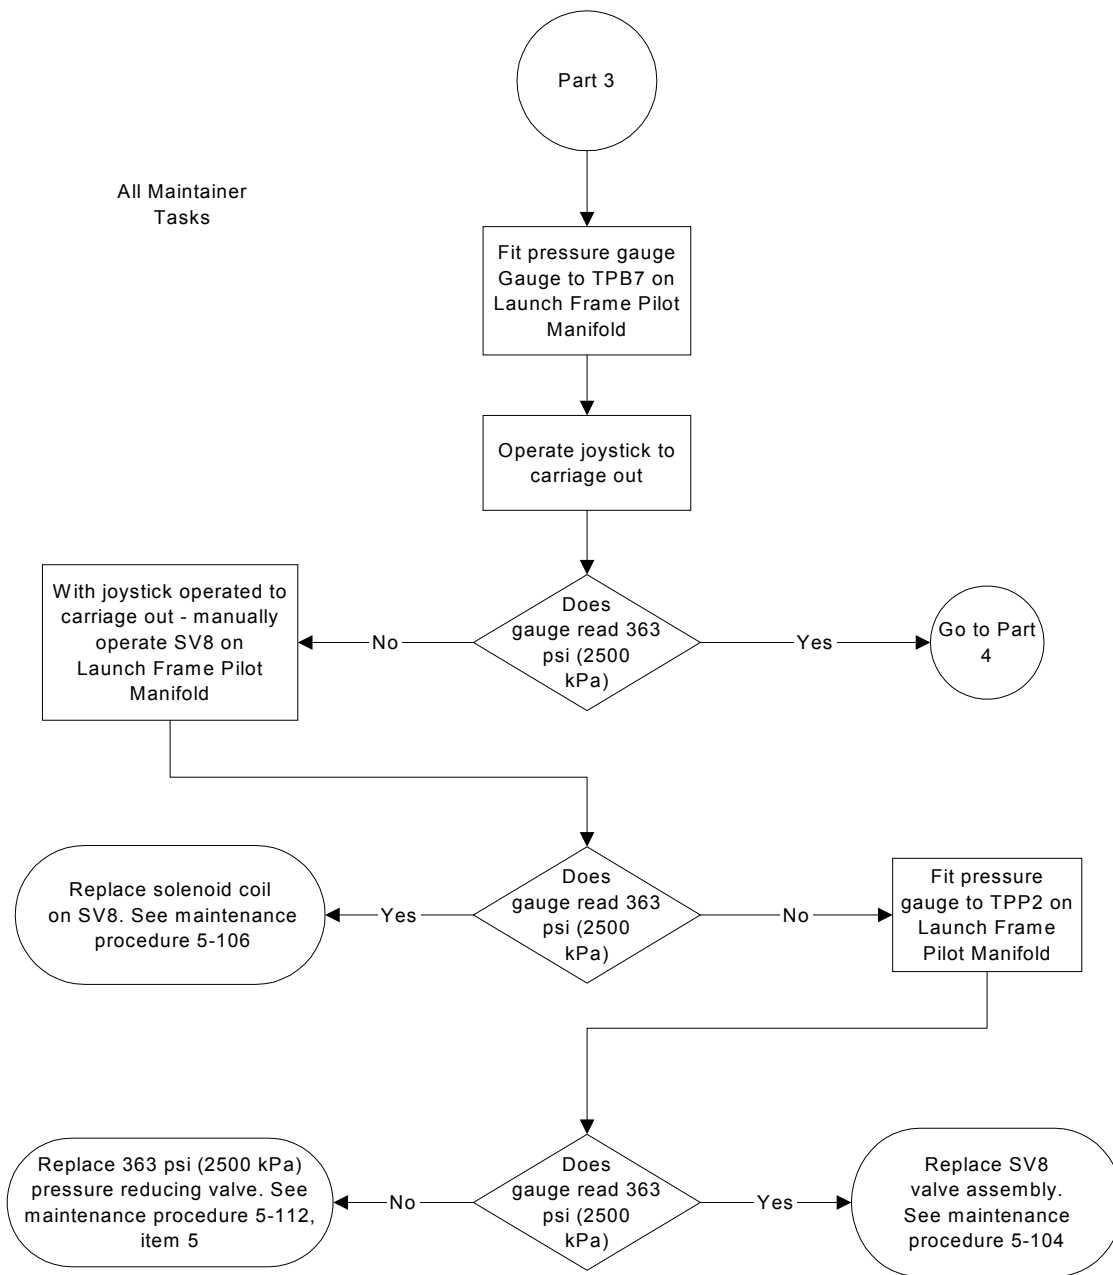 Part 3
All Maintainer
Tasks
Fit pressure gauge
Gauge to TPB7 on
Launch Frame Pilot
Manifold
Operate joystick to
carriage out
With joystick operated to
carriage out - manually
operate SV8 on
Launch Frame Pilot
Manifold
No
Does
gauge read 363
psi (2500
kPa)
Yes
Go to Part
4
Replace solenoid coil
on SV8. See maintenance
procedure 5-106
Yes
Does
gauge read 363
psi (2500
kPa)
No
Fit pressure
gauge to TPP2 on
Launch Frame
Pilot Manifold
Replace 363 psi (2500 kPa)
pressure reducing valve. See
maintenance procedure 5-112,
item 5
No
Does
gauge read 363
psi (2500
kPa)
Yes
Replace SV8
valve assembly.
See maintenance
procedure 5-104